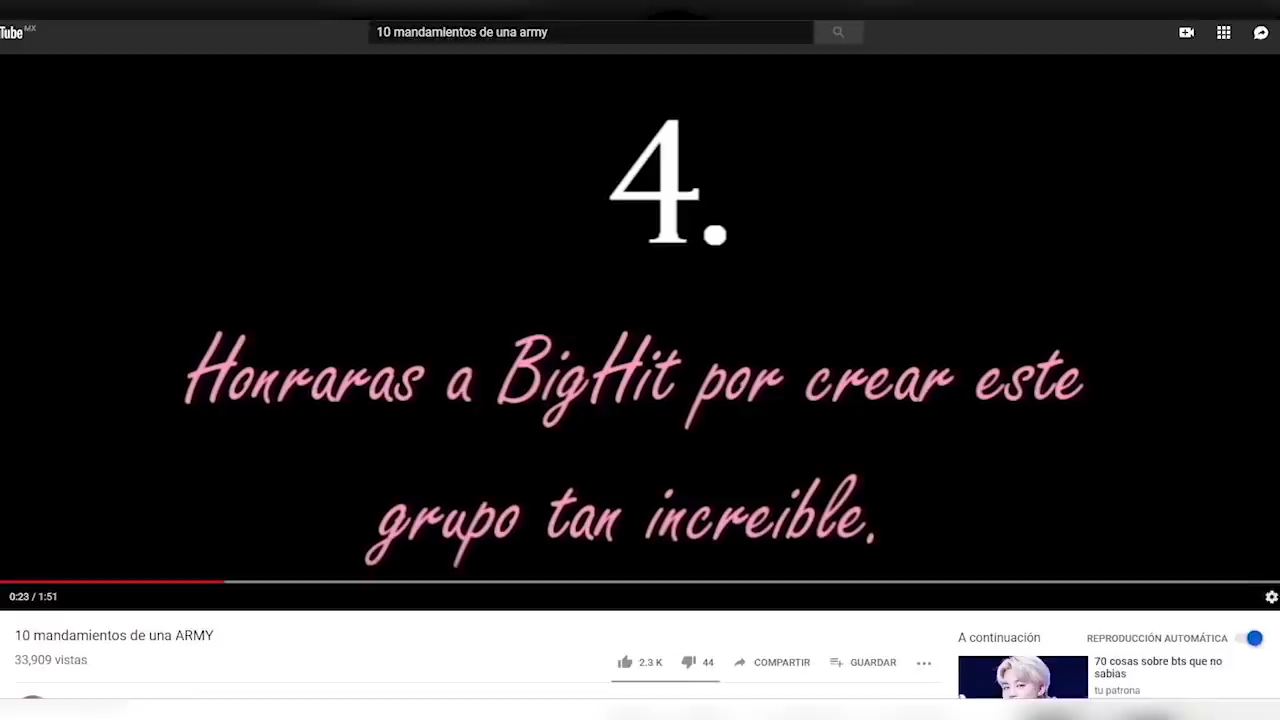 Tube MX
10 mandamientos de una army
4.
Honraras a BigHit por crear este
grupo tan increible.
0:23 / 1:51
10 mandamientos de una ARMY
33,909 vistas
2.3 K
44
COMPARTIR
GUARDAR
A continuación
REPRODUCCIÓN AUTOMÁTICA
70 cosas sobre bts que no
sabias
tu patrona